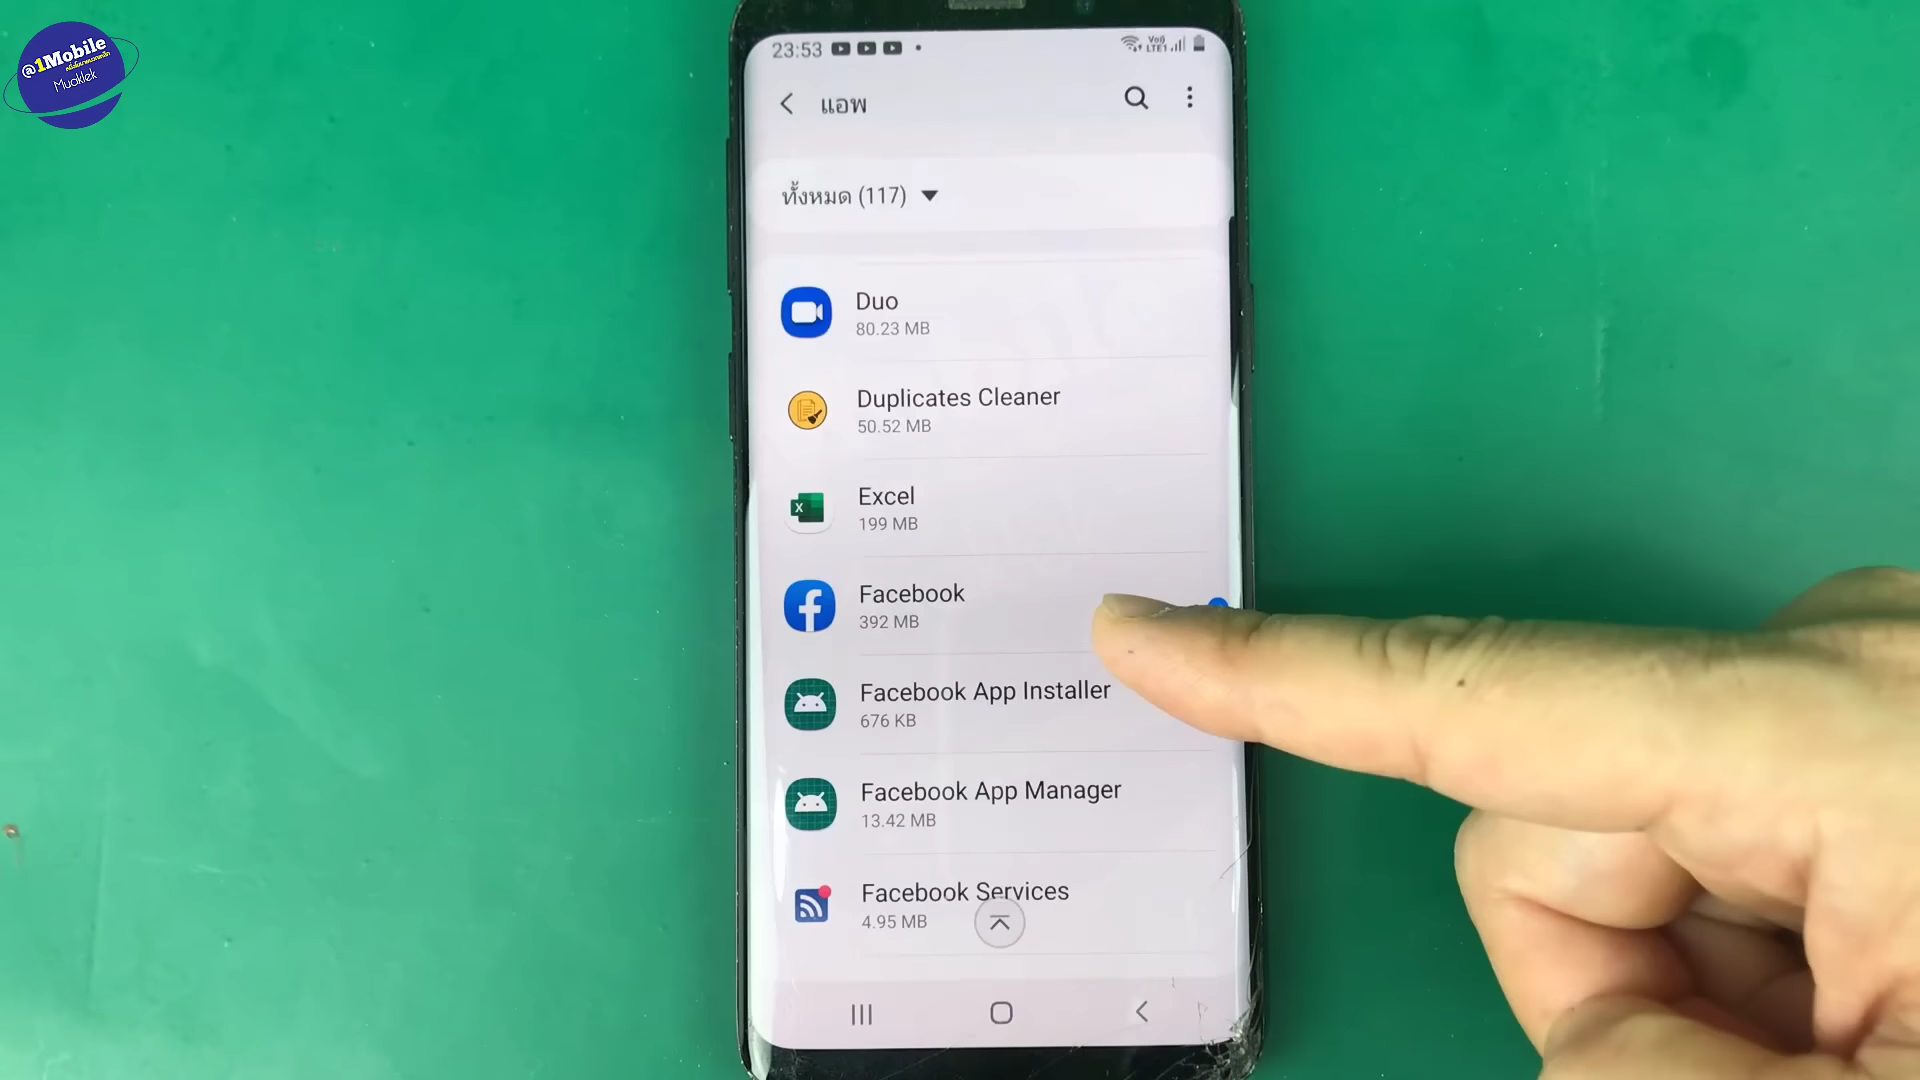 @1Mobile
Muaklek
23:53
VoLTE1
แอพ
ทั้งหมด (117)
Duo
80.23 MB
Duplicates Cleaner
50.52 MB
Excel
199 MB
Facebook
392 MB
Facebook App Installer
676 KB
Facebook App Manager
13.42 MB
Facebook Services
4.95 MB